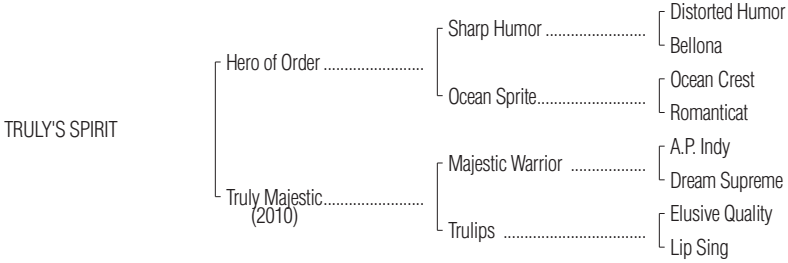 Distorted Humor
Sharp Humor ........................
Bellona
Hero of Order ........................
Ocean Crest
Ocean Sprite..........................
Romanticat
TRULY'S SPIRIT
A.P. Indy
Majestic Warrior ..................
Dream Supreme
Truly Majestic........................
(2010)
Elusive Quality
Trulips ..................................
Lip Sing